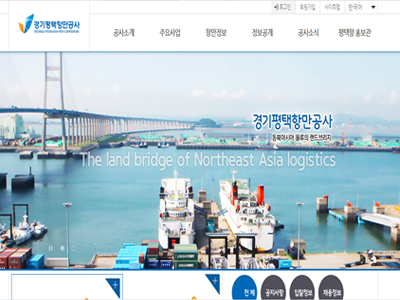 로그인 회원가입 사이트맵 한국어
경기평택항만공사
공사소개 주요사업 항만정보 정보공개 공사소식 평택항 홍보관
경기평택항만공사
동북아시아 물류의 랜드브리지
The land bridge of Northeast Asia logistics
전 체 공지사항 입찰정보 채용정보